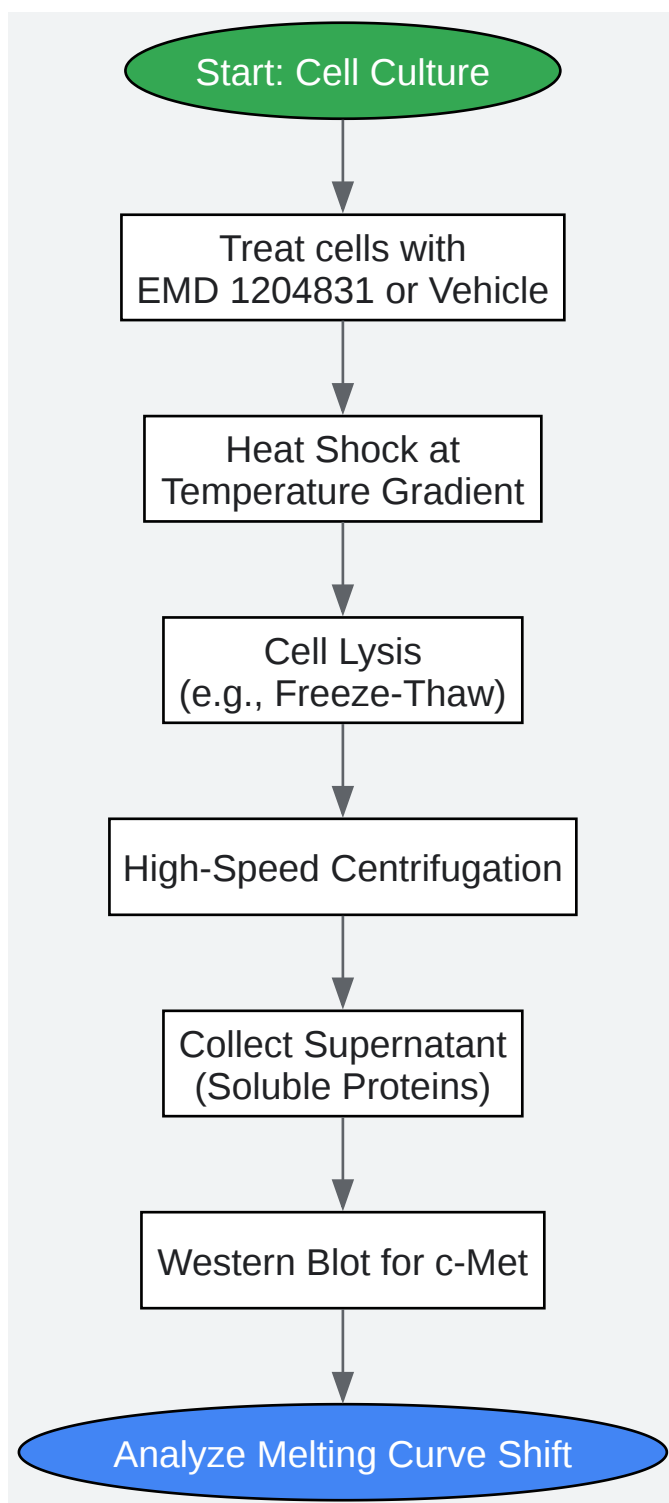 Start: Cell Culture
Treat cells with
EMD 1204831 or Vehicle
Heat Shock at
Temperature Gradient
Cell Lysis
(e.g., Freeze-Thaw)
High-Speed Centrifugation
Collect Supernatant
(Soluble Proteins)
Western Blot for c-Met
Analyze Melting Curve Shift